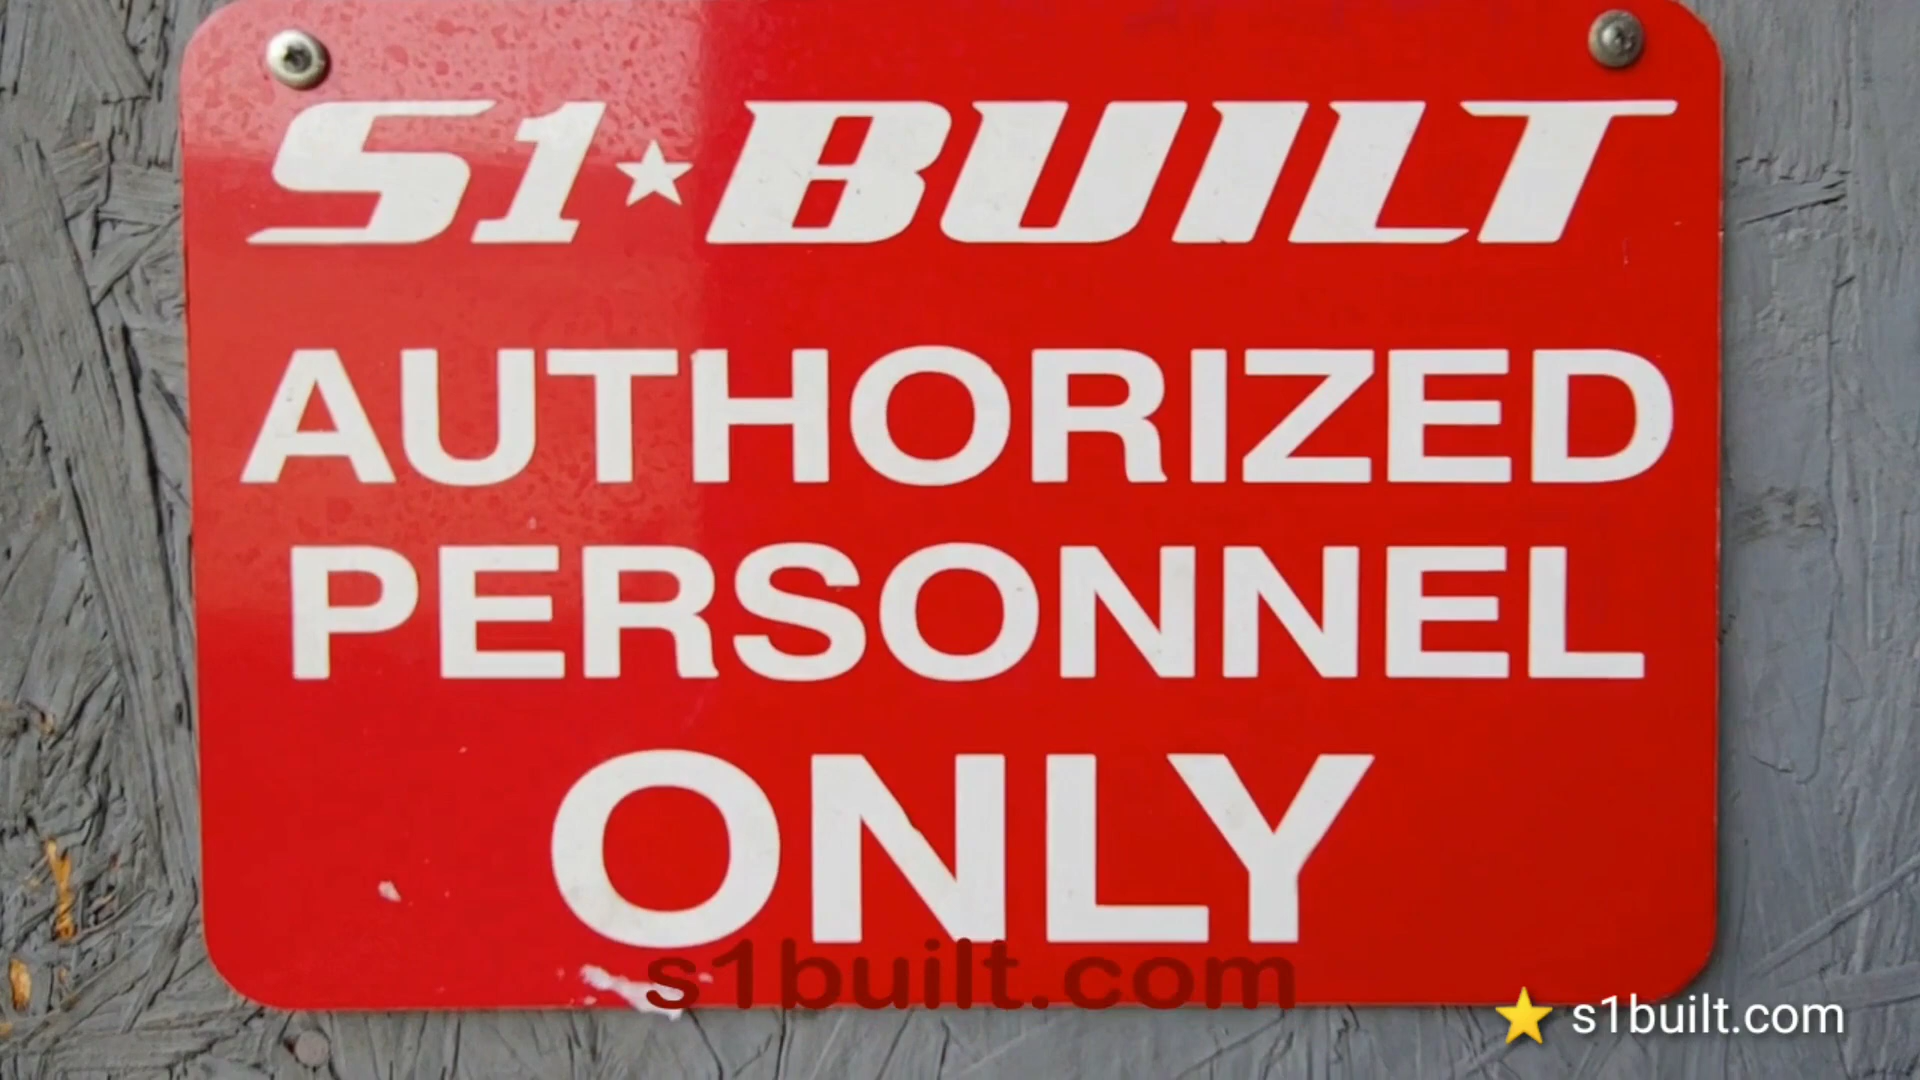 S1★BUILT
AUTHORIZED
PERSONNEL
ONLY
s1built.com
⭐ s1built.com